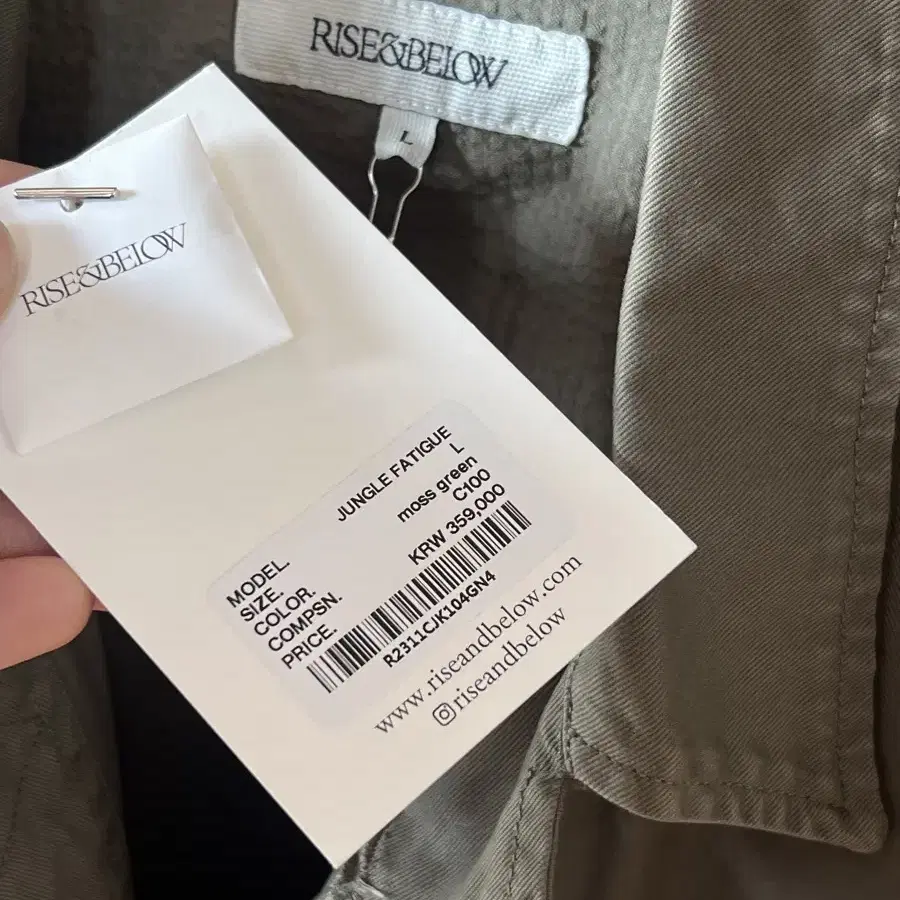 RISE&BELOW
L
RISE&BELOW
MODEL. JUNGLE FATIGUE
SIZE. L
COLOR. moss green
COMPSN. C100
PRICE. KRW 359,000
R2311CJK104GN4
www.riseandbelow.com
riseandbelow